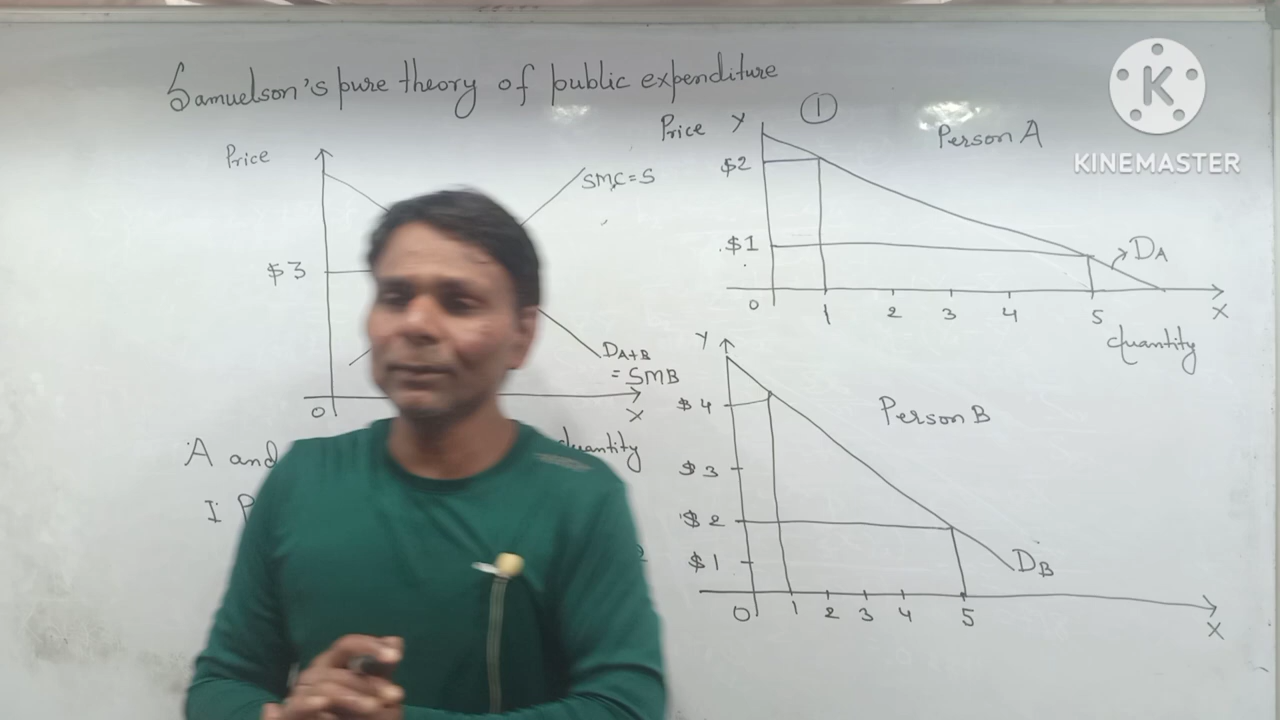 Samuelson's pure theory of public expenditure
Price
SMC=S
$3
DA+B
= SMB
0
X
A and
quantity
I P
2
Price Y
1
Person A
$2
$1
DA
0 1 2 3 4 5 X
quantity
Y
Person B
$4
$3
$2
$1
DB
0 1 2 3 4 5
X
K
KINEMASTER